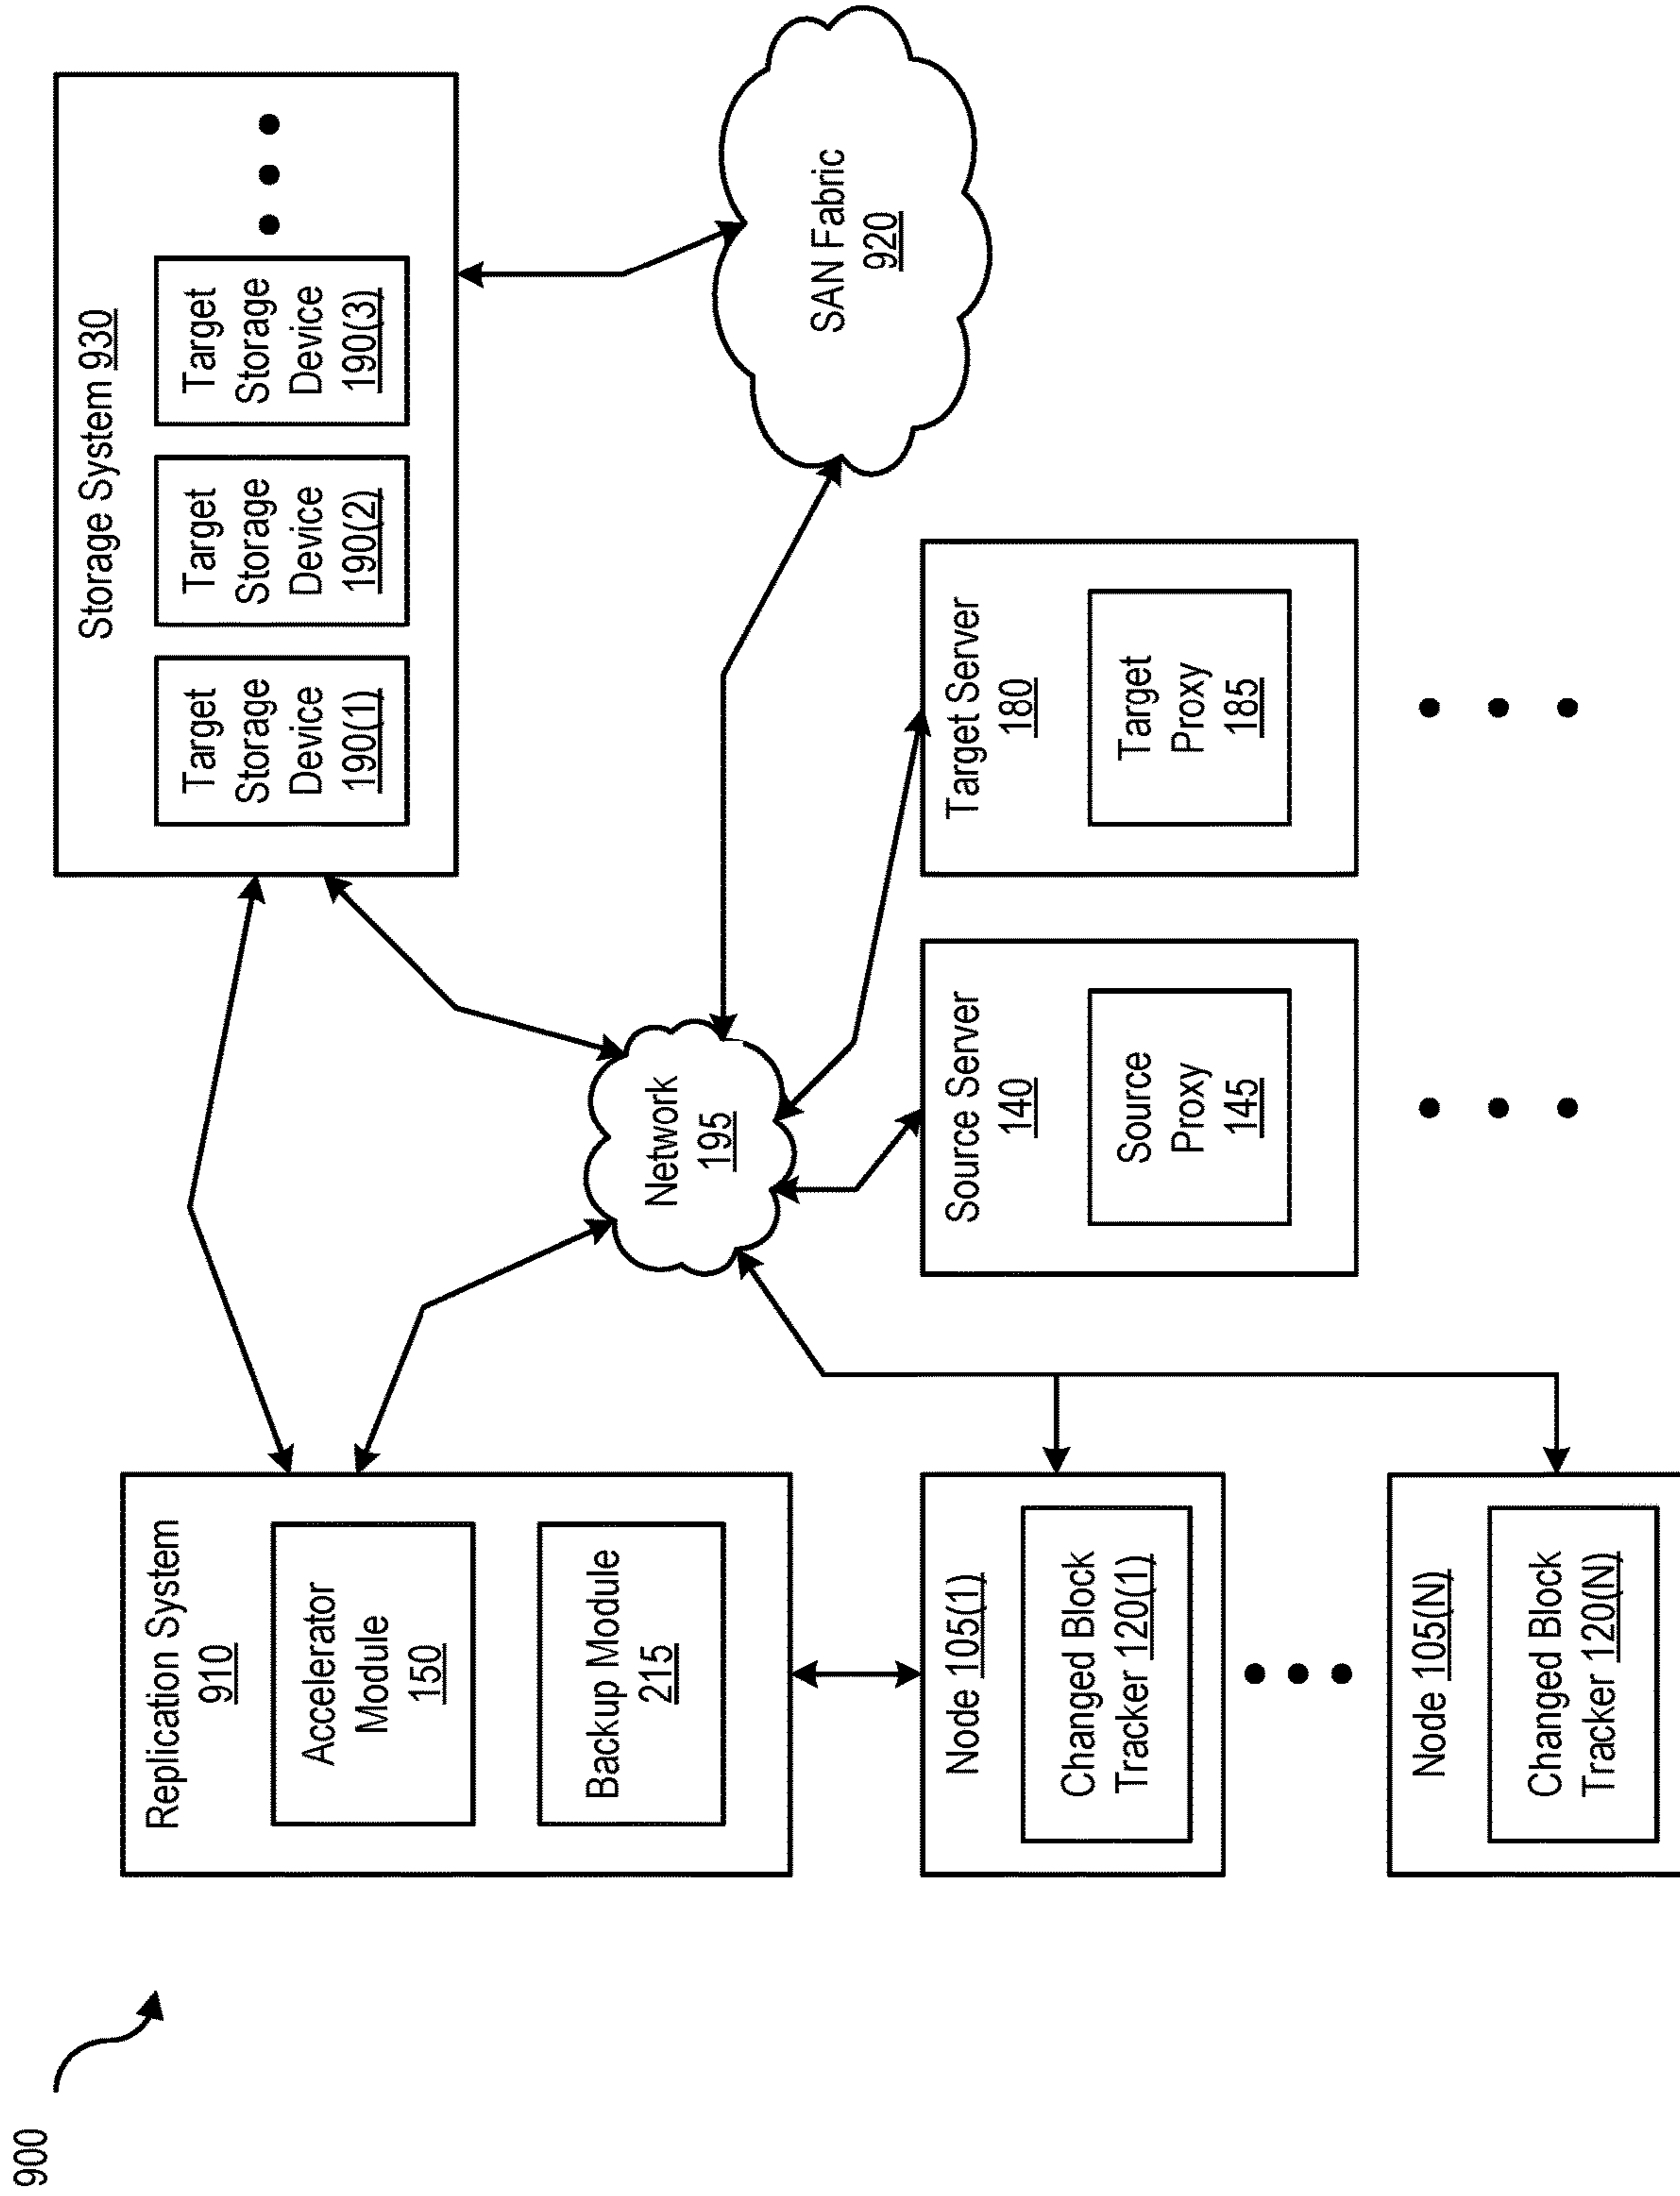 900
Replication System
910
Accelerator
Module
150
Backup Module
215
Storage System 930
Target
Storage
Device
190(1)
Target
Storage
Device
190(2)
Target
Storage
Device
190(3)
Network
195
SAN Fabric
920
Node 105(1)
Changed Block
Tracker 120(1)
Node 105(N)
Changed Block
Tracker 120(N)
Source Server
140
Source
Proxy
145
Target Server
180
Target
Proxy
185